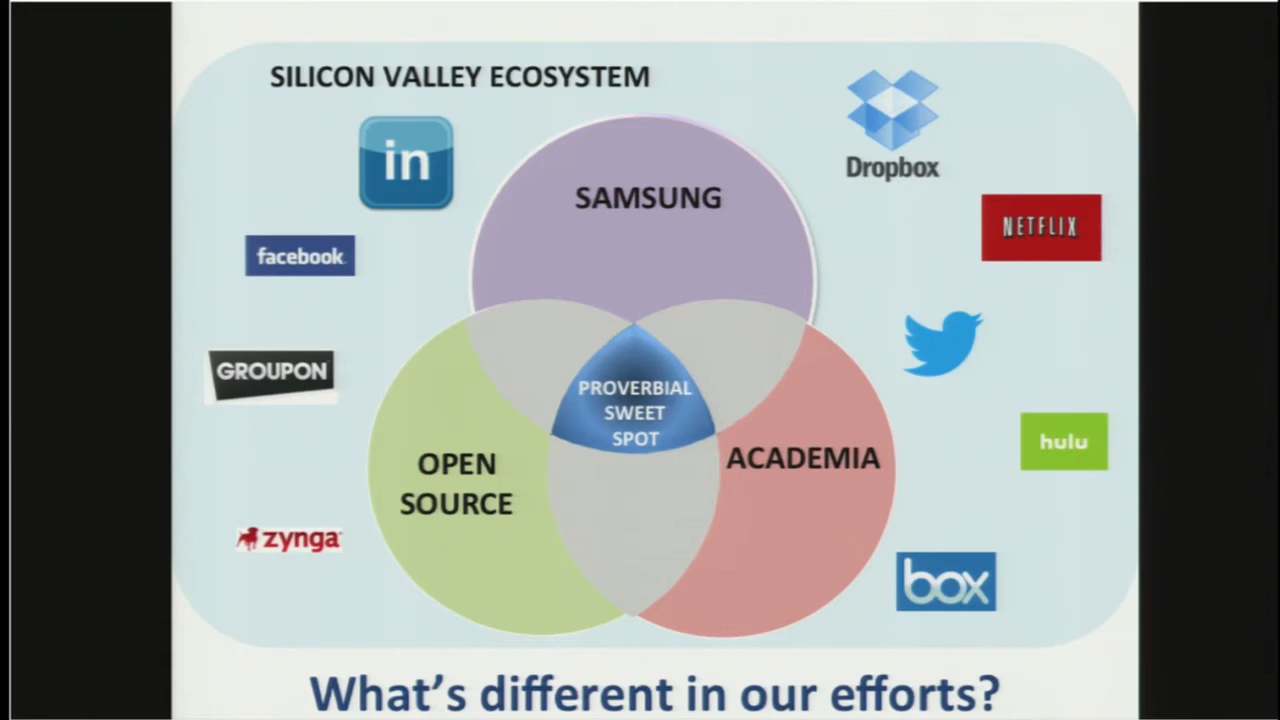 SILICON VALLEY ECOSYSTEM
in
Dropbox
SAMSUNG
NETFLIX
facebook
GROUPON
PROVERBIAL
SWEET
SPOT
hulu
OPEN
SOURCE
ACADEMIA
zynga
box
What's different in our efforts?